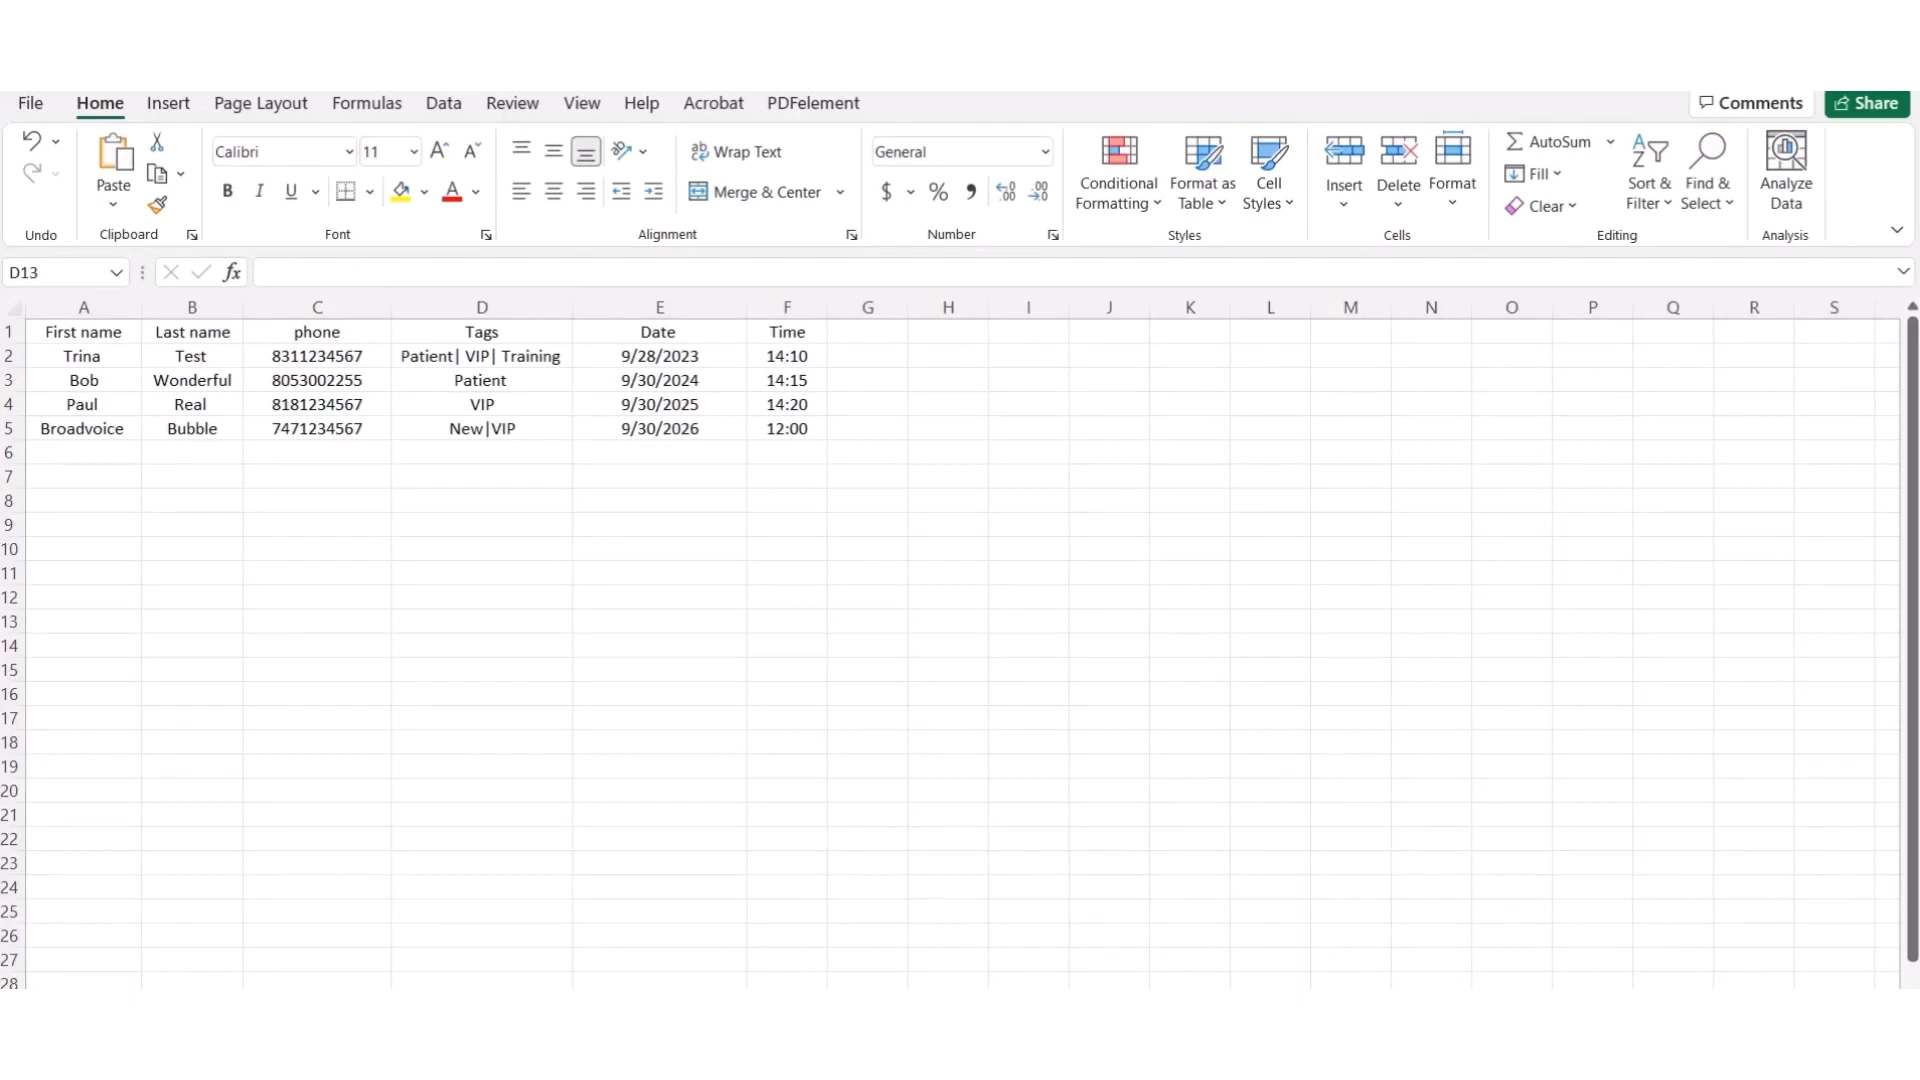 File Home Insert Page Layout Formulas Data Review View Help Acrobat PDFelement Comments Share
Calibri 11 A^ A˅ Wrap Text General AutoSum
Paste Conditional Format as Cell Insert Delete Format Fill Sort & Find & Analyze
B I U A Merge & Center $ % , .00 .00 Formatting Table Styles Clear Filter Select Data
Undo Clipboard Font Alignment Number Styles Cells Editing Analysis
D13 fx
A B C D E F G H I J K L M N O P Q R S
1 First name Last name phone Tags Date Time
2 Trina Test 8311234567 Patient| VIP| Training 9/28/2023 14:10
3 Bob Wonderful 8053002255 Patient 9/30/2024 14:15
4 Paul Real 8181234567 VIP 9/30/2025 14:20
5 Broadvoice Bubble 7471234567 New|VIP 9/30/2026 12:00
6
7
8
9
10
11
12
13
14
15
16
17
18
19
20
21
22
23
24
25
26
27
28